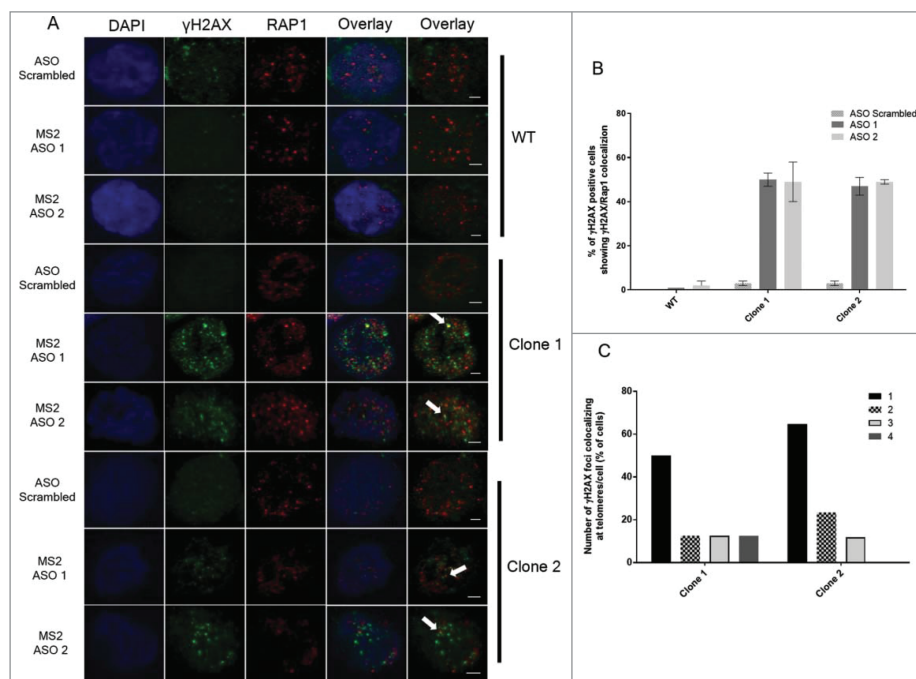 A
DAPI
γH2AX
RAP1
Overlay
Overlay
ASO
Scrambled
MS2
ASO 1
MS2
ASO 2
WT
ASO
Scrambled
MS2
ASO 1
MS2
ASO 2
Clone 1
ASO
Scrambled
MS2
ASO 1
MS2
ASO 2
Clone 2
B
% of γH2AX positive cells
showing γH2AX/Rap1 colocalizion
80
60
40
20
0
ASO Scrambled
ASO 1
ASO 2
WT
Clone 1
Clone 2
C
Number of γH2AX foci colocalizing
at telomeres/cell (% of cells)
80
60
40
20
0
1
2
3
4
Clone 1
Clone 2